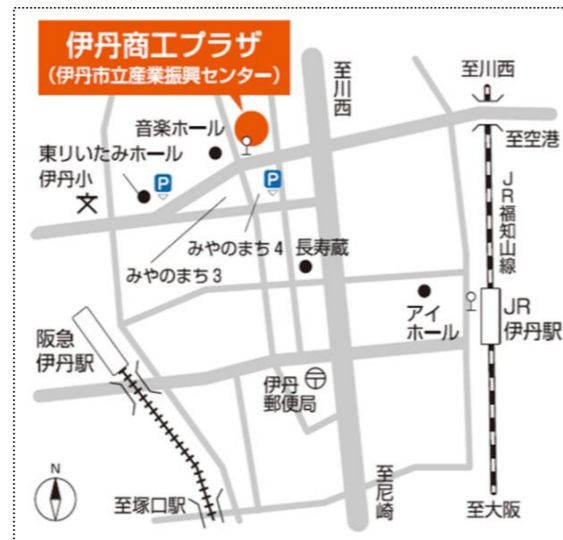 伊丹商工プラザ
（伊丹市立産業振興センター）
至川西
至川西
音楽ホール
至空港
東リいたみホール
伊丹小
文
P
P
JR福知山線
みやのまち4
みやのまち3
長寿蔵
アイ
ホール
JR
伊丹駅
阪急
伊丹駅
伊丹
郵便局
〒
N
至塚口駅
至尼崎
至大阪